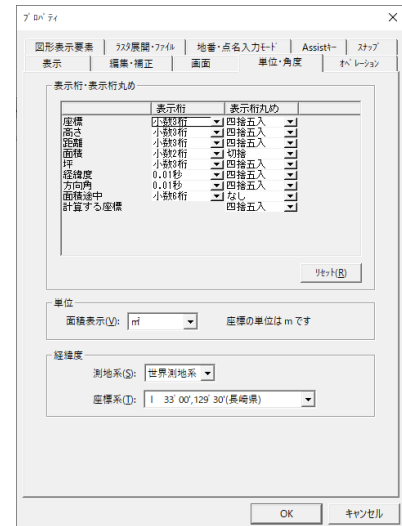 ﾌﾟﾛﾊﾟﾃｨ
図形表示要素 ﾗｽﾀ展開・ﾌｧｲﾙ 地番・点名入力ﾓｰﾄﾞ Assistｷｰ ｽﾅｯﾌﾟ
表示 編集・補正 画面 単位・角度 ｵﾍﾟﾚｰｼｮﾝ
表示桁・表示桁丸め
表示桁 表示桁丸め
座標 小数3桁 四捨五入
高さ 小数3桁 四捨五入
距離 小数3桁 四捨五入
面積 小数2桁 切捨
坪 小数3桁 四捨五入
経緯度 0.01秒 四捨五入
方向角 0.01秒 四捨五入
面積途中 小数6桁 なし
計算する座標 四捨五入
ﾘｾｯﾄ(R)
単位
面積表示(V): ㎡ 座標の単位は m です
経緯度
測地系(S): 世界測地系
座標系(T): Ⅰ 33ﾟ00',129ﾟ30'(長崎県)
OK キャンセル